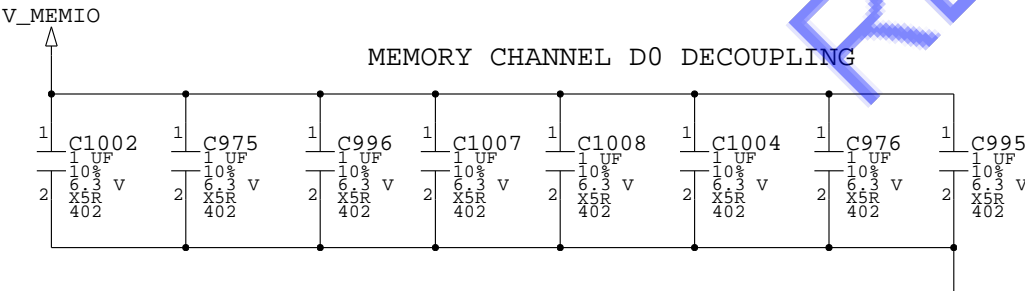 V_MEMIO
MEMORY CHANNEL D0 DECOUPLING
1
C1002
1 UF
10%
6.3 V
X5R
402
2
1
C975
1 UF
10%
6.3 V
X5R
402
2
1
C996
1 UF
10%
6.3 V
X5R
402
2
1
C1007
1 UF
10%
6.3 V
X5R
402
2
1
C1008
1 UF
10%
6.3 V
X5R
402
2
1
C1004
1 UF
10%
6.3 V
X5R
402
2
1
C976
1 UF
10%
6.3 V
X5R
402
2
1
C995
1 UF
10%
6.3 V
X5R
402
2